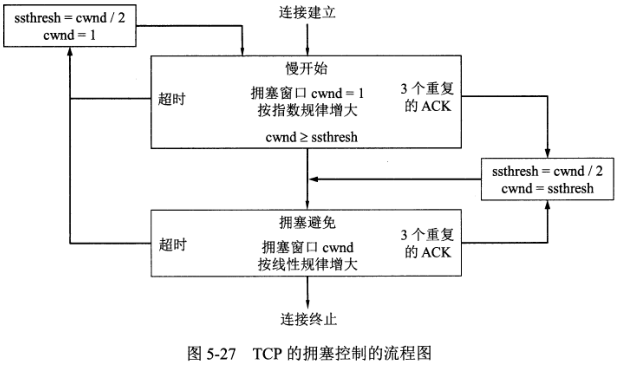 ssthresh = cwnd / 2
cwnd = 1
连接建立
慢开始
超时
拥塞窗口 cwnd = 1
按指数规律增大
3 个重复
的 ACK
cwnd ≥ ssthresh
ssthresh = cwnd / 2
cwnd = ssthresh
拥塞避免
超时
拥塞窗口 cwnd
按线性规律增大
3 个重复
的 ACK
连接终止
图 5-27 TCP 的拥塞控制的流程图